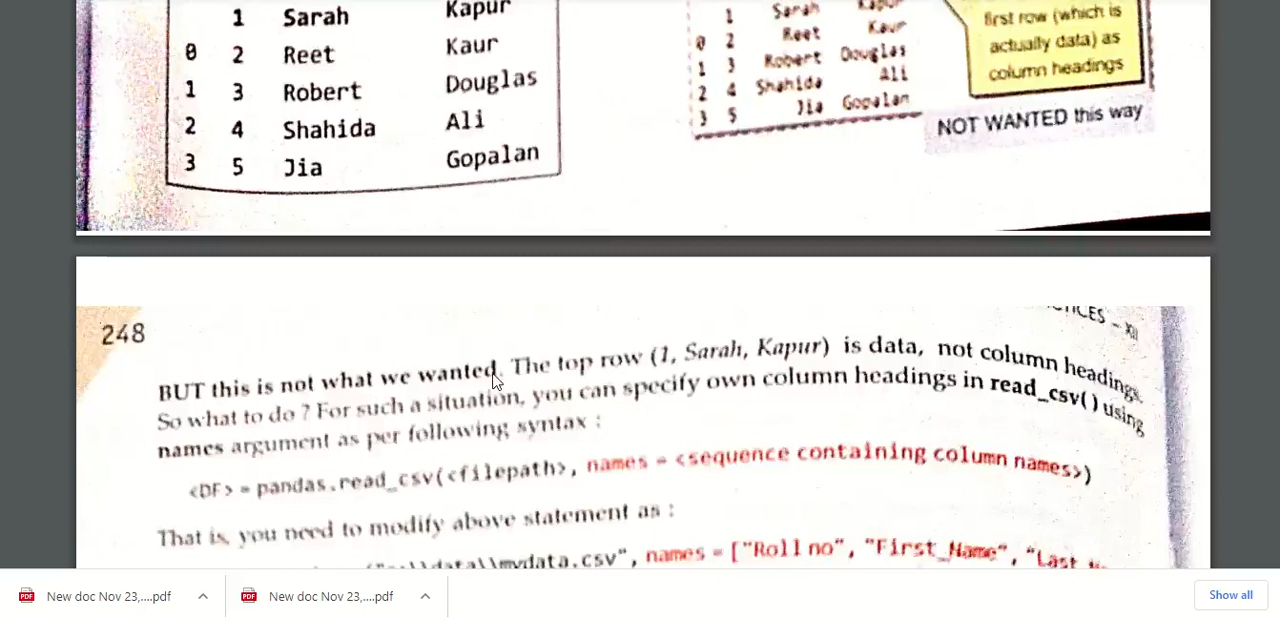 1 Sarah Kapur
0 2 Reet Kaur
1 3 Robert Douglas
2 4 Shahida Ali
3 5 Jia Gopalan
1 Sarah Kapur
0 2 Reet Kaur
1 3 Robert Douglas
2 4 Shahida Ali
3 5 Jia Gopalan
first row (which is
actually data) as
column headings
NOT WANTED this way
248
XII
BUT this is not what we wanted. The top row (1, Sarah, Kapur) is data, not column headings.
So what to do ? For such a situation, you can specify own column headings in read_csv( ) using
names argument as per following syntax :
<DF> = pandas.read_csv(<filepath>, names = <sequence containing column names>)
That is, you need to modify above statement as :
mydata.csv", names = ["Roll no", "First_Name", "Last
New doc Nov 23,....pdf
New doc Nov 23,....pdf
Show all